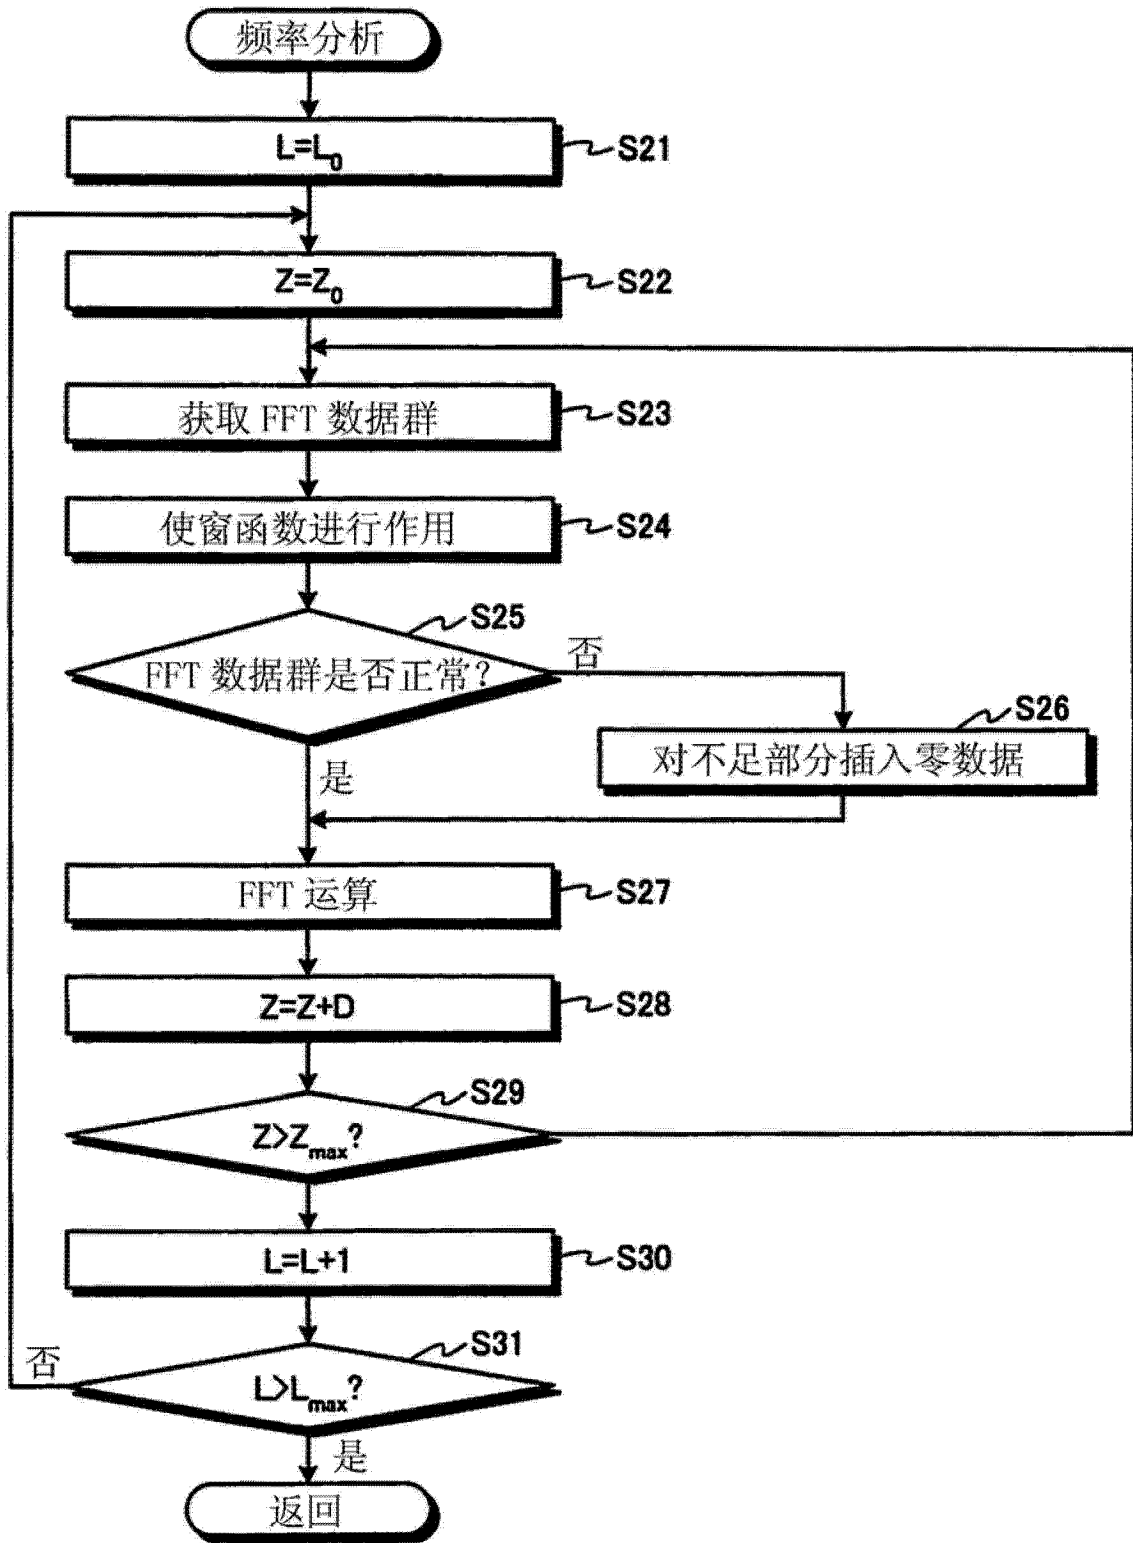 频率分析
L=L₀
S21
Z=Z₀
S22
获取 FFT 数据群
S23
使窗函数进行作用
S24
S25
FFT 数据群是否正常?
否
S26
对不足部分插入零数据
是
FFT 运算
S27
Z=Z+D
S28
S29
Z>Zmax?
L=L+1
S30
S31
否
L>Lmax?
是
返回